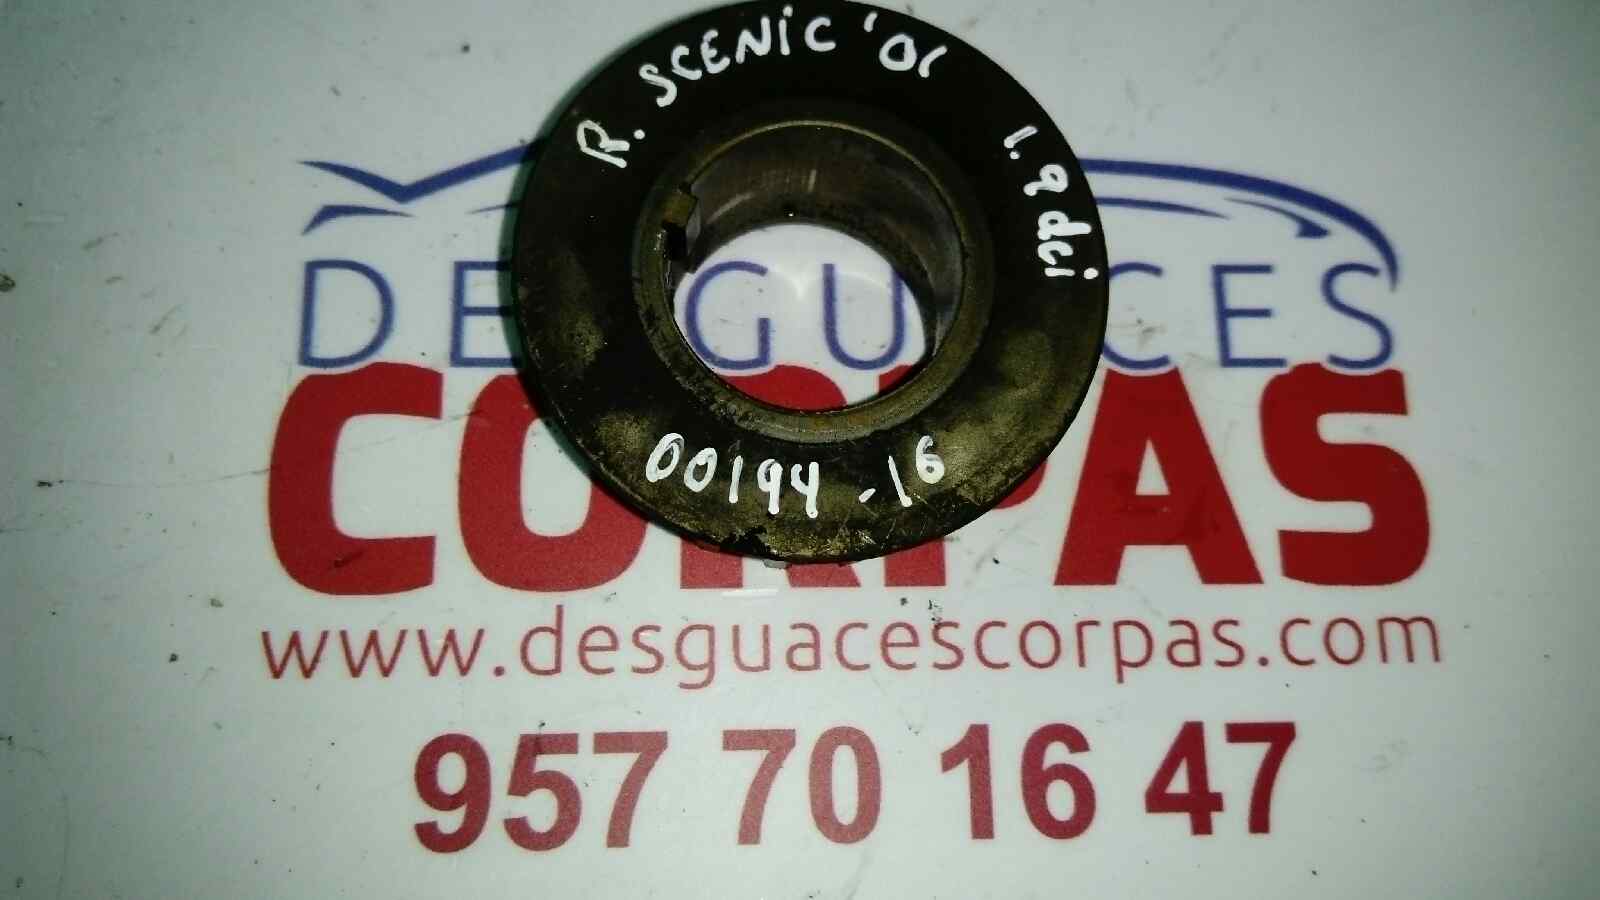 R. SCENiC '01
1.9 dci
00194-16
DESGUACES
CORPAS
www.desguacescorpas.com
957 70 16 47